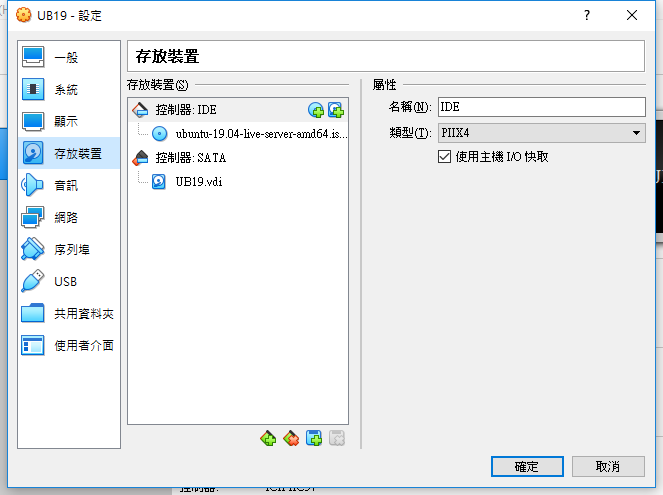 UB19 - 設定
一般
系統
顯示
存放裝置
音訊
網路
序列埠
USB
共用資料夾
使用者介面
存放裝置
存放裝置(S)
控制器: IDE
ubuntu-19.04-live-server-amd64.is...
控制器: SATA
UB19.vdi
屬性
名稱(N):
IDE
類型(T):
PIIX4
使用主機 I/O 快取
確定
取消
控制器: